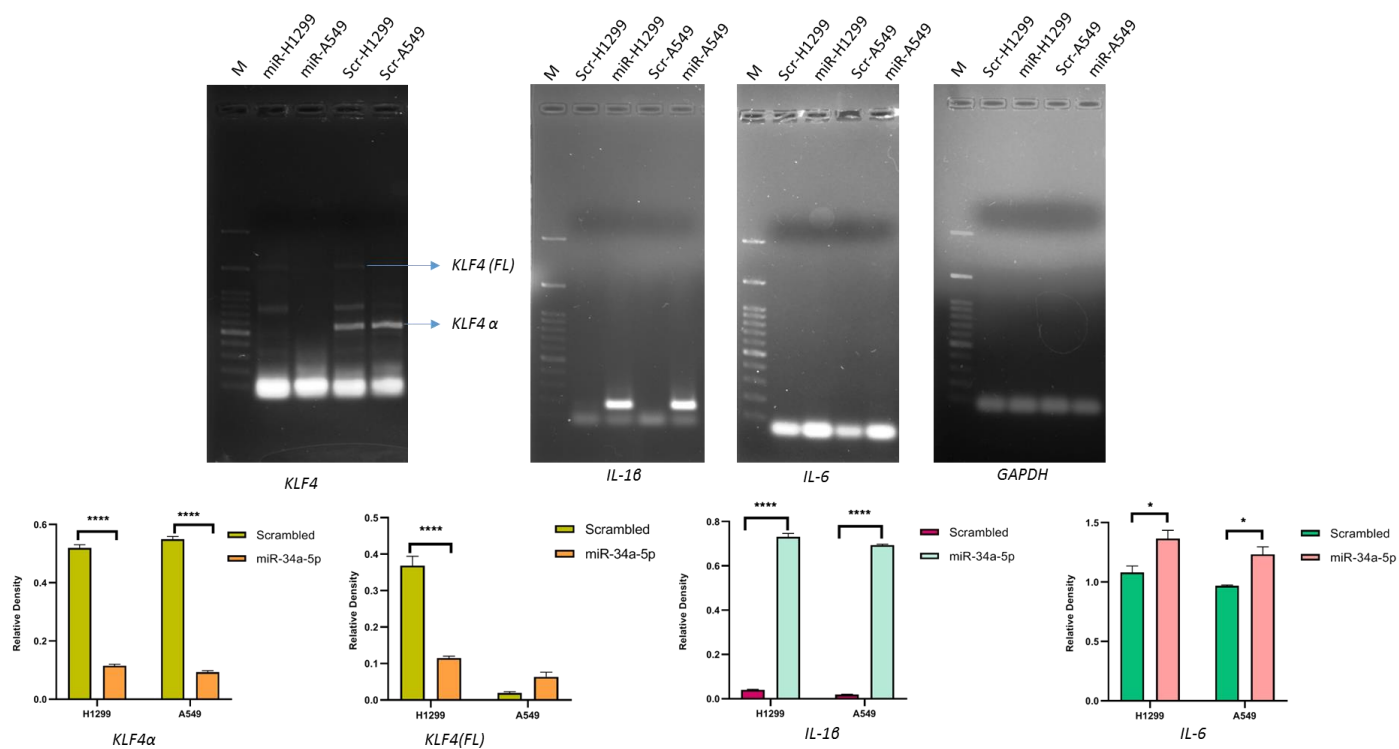 M miR-H1299 miR-A549 Scr-H1299 Scr-A549
M Scr-H1299 miR-H1299 Scr-A549 miR-A549
M Scr-H1299 miR-H1299 Scr-A549 miR-A549
M Scr-H1299 miR-H1299 Scr-A549 miR-A549
KLF4 (FL)
KLF4 α
KLF4
IL-1β
IL-6
GAPDH
Relative Density
0.6
0.4
0.2
0.0
****
****
Scrambled
miR-34a-5p
H1299
A549
KLF4α
Relative Density
0.5
0.4
0.3
0.2
0.1
0.0
****
Scrambled
miR-34a-5p
H1299
A549
KLF4(FL)
Relative Density
0.8
0.6
0.4
0.2
0.0
****
****
Scrambled
miR-34a-5p
H1299
A549
IL-1β
Relative Density
1.5
1.0
0.5
0.0
*
*
Scrambled
miR-34a-5p
H1299
A549
IL-6